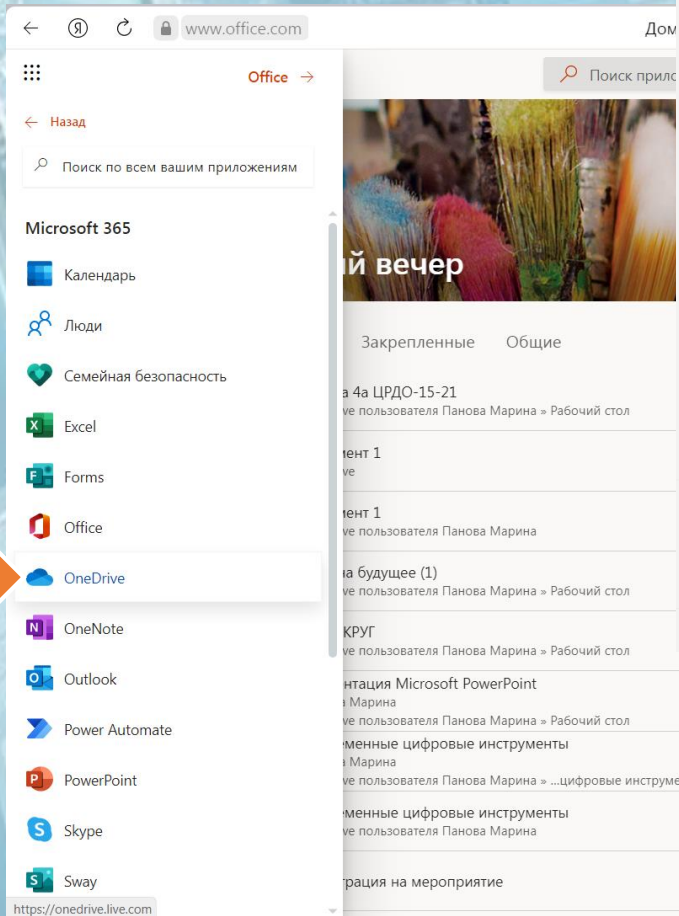 www.office.com
Дом
Office →
Поиск прило
← Назад
Поиск по всем вашим приложениям
Microsoft 365
ый вечер
Календарь
Люди
Закрепленные Общие
Семейная безопасность
а 4а ЦРДО-15-21
ve пользователя Панова Марина » Рабочий стол
Excel
мент 1
ve
Forms
мент 1
ve пользователя Панова Марина
Office
на будущее (1)
ve пользователя Панова Марина » Рабочий стол
OneDrive
OneNote
КРУГ
ve пользователя Панова Марина » Рабочий стол
Outlook
нтация Microsoft PowerPoint
а Марина
ve пользователя Панова Марина » Рабочий стол
Power Automate
менные цифровые инструменты
а Марина
ve пользователя Панова Марина » ...цифровые инструме
PowerPoint
менные цифровые инструменты
ve пользователя Панова Марина
Skype
Sway
трация на мероприятие
https://onedrive.live.com